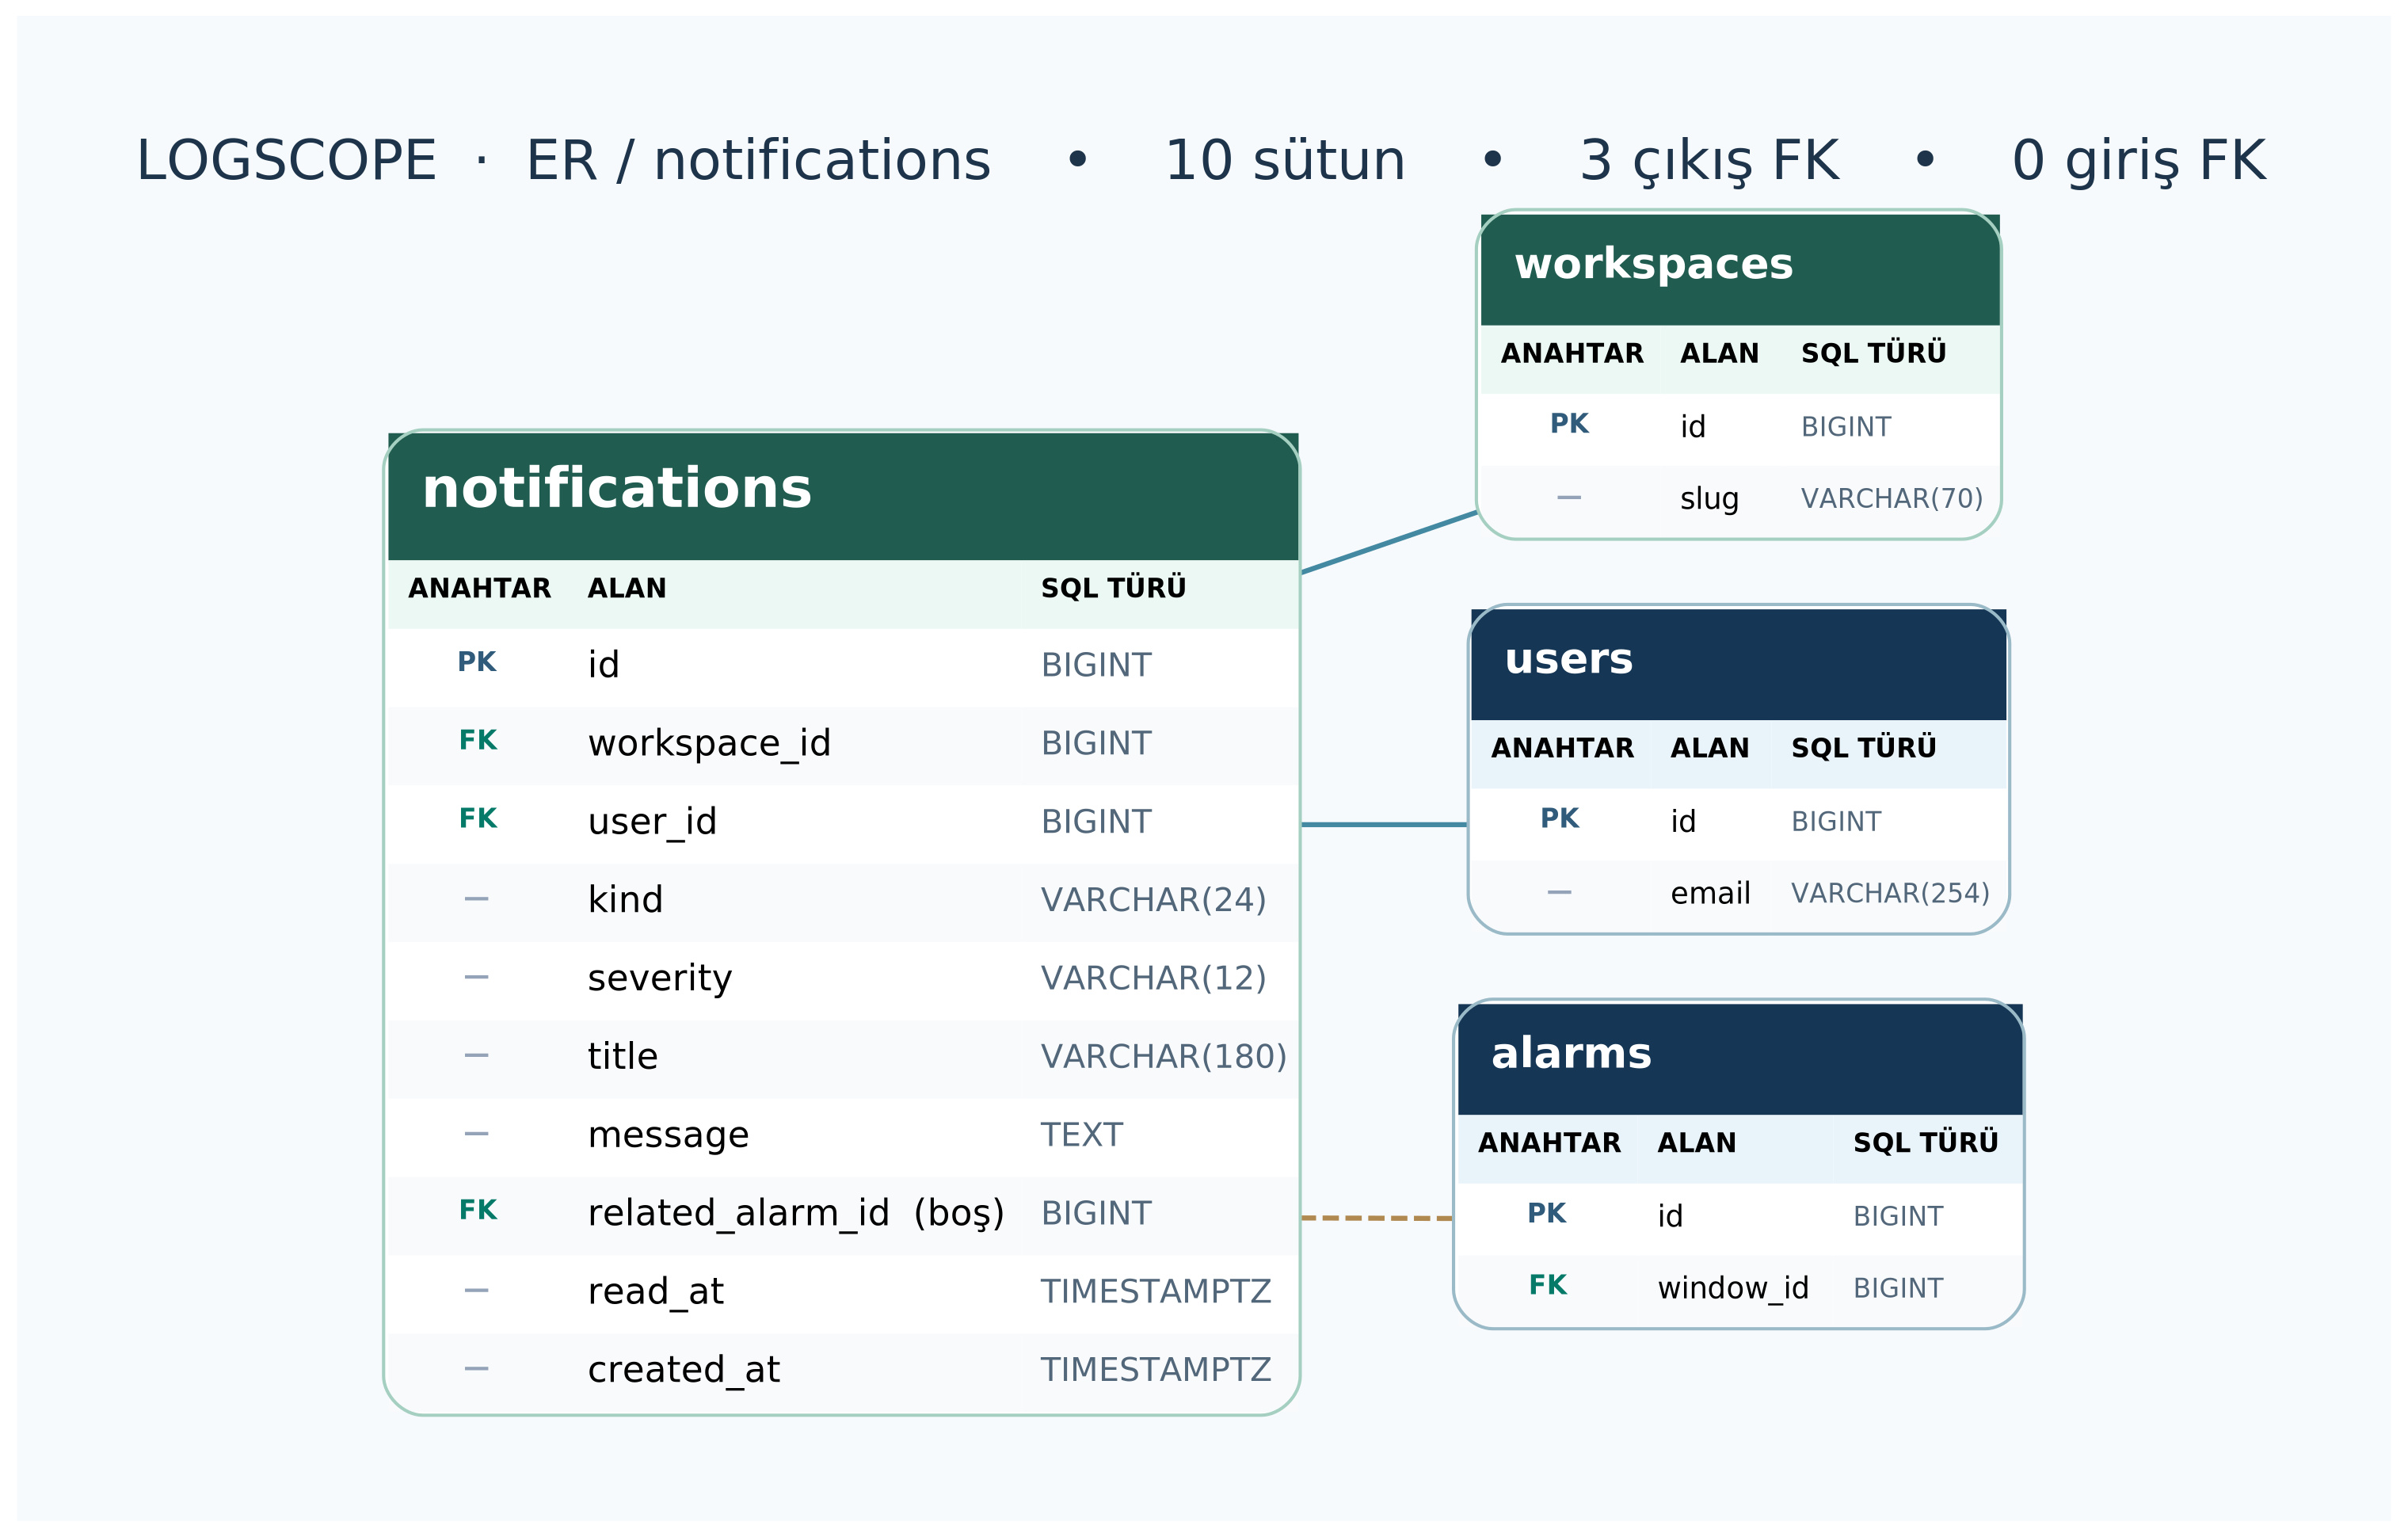 LOGSCOPE · ER / notifications • 10 sütun • 3 çıkış FK • 0 giriş FK
notifications
ANAHTAR ALAN SQL TÜRÜ
PK id BIGINT
FK workspace_id BIGINT
FK user_id BIGINT
— kind VARCHAR(24)
— severity VARCHAR(12)
— title VARCHAR(180)
— message TEXT
FK related_alarm_id (boş) BIGINT
— read_at TIMESTAMPTZ
— created_at TIMESTAMPTZ
workspaces
ANAHTAR ALAN SQL TÜRÜ
PK id BIGINT
— slug VARCHAR(70)
users
ANAHTAR ALAN SQL TÜRÜ
PK id BIGINT
— email VARCHAR(254)
alarms
ANAHTAR ALAN SQL TÜRÜ
PK id BIGINT
FK window_id BIGINT